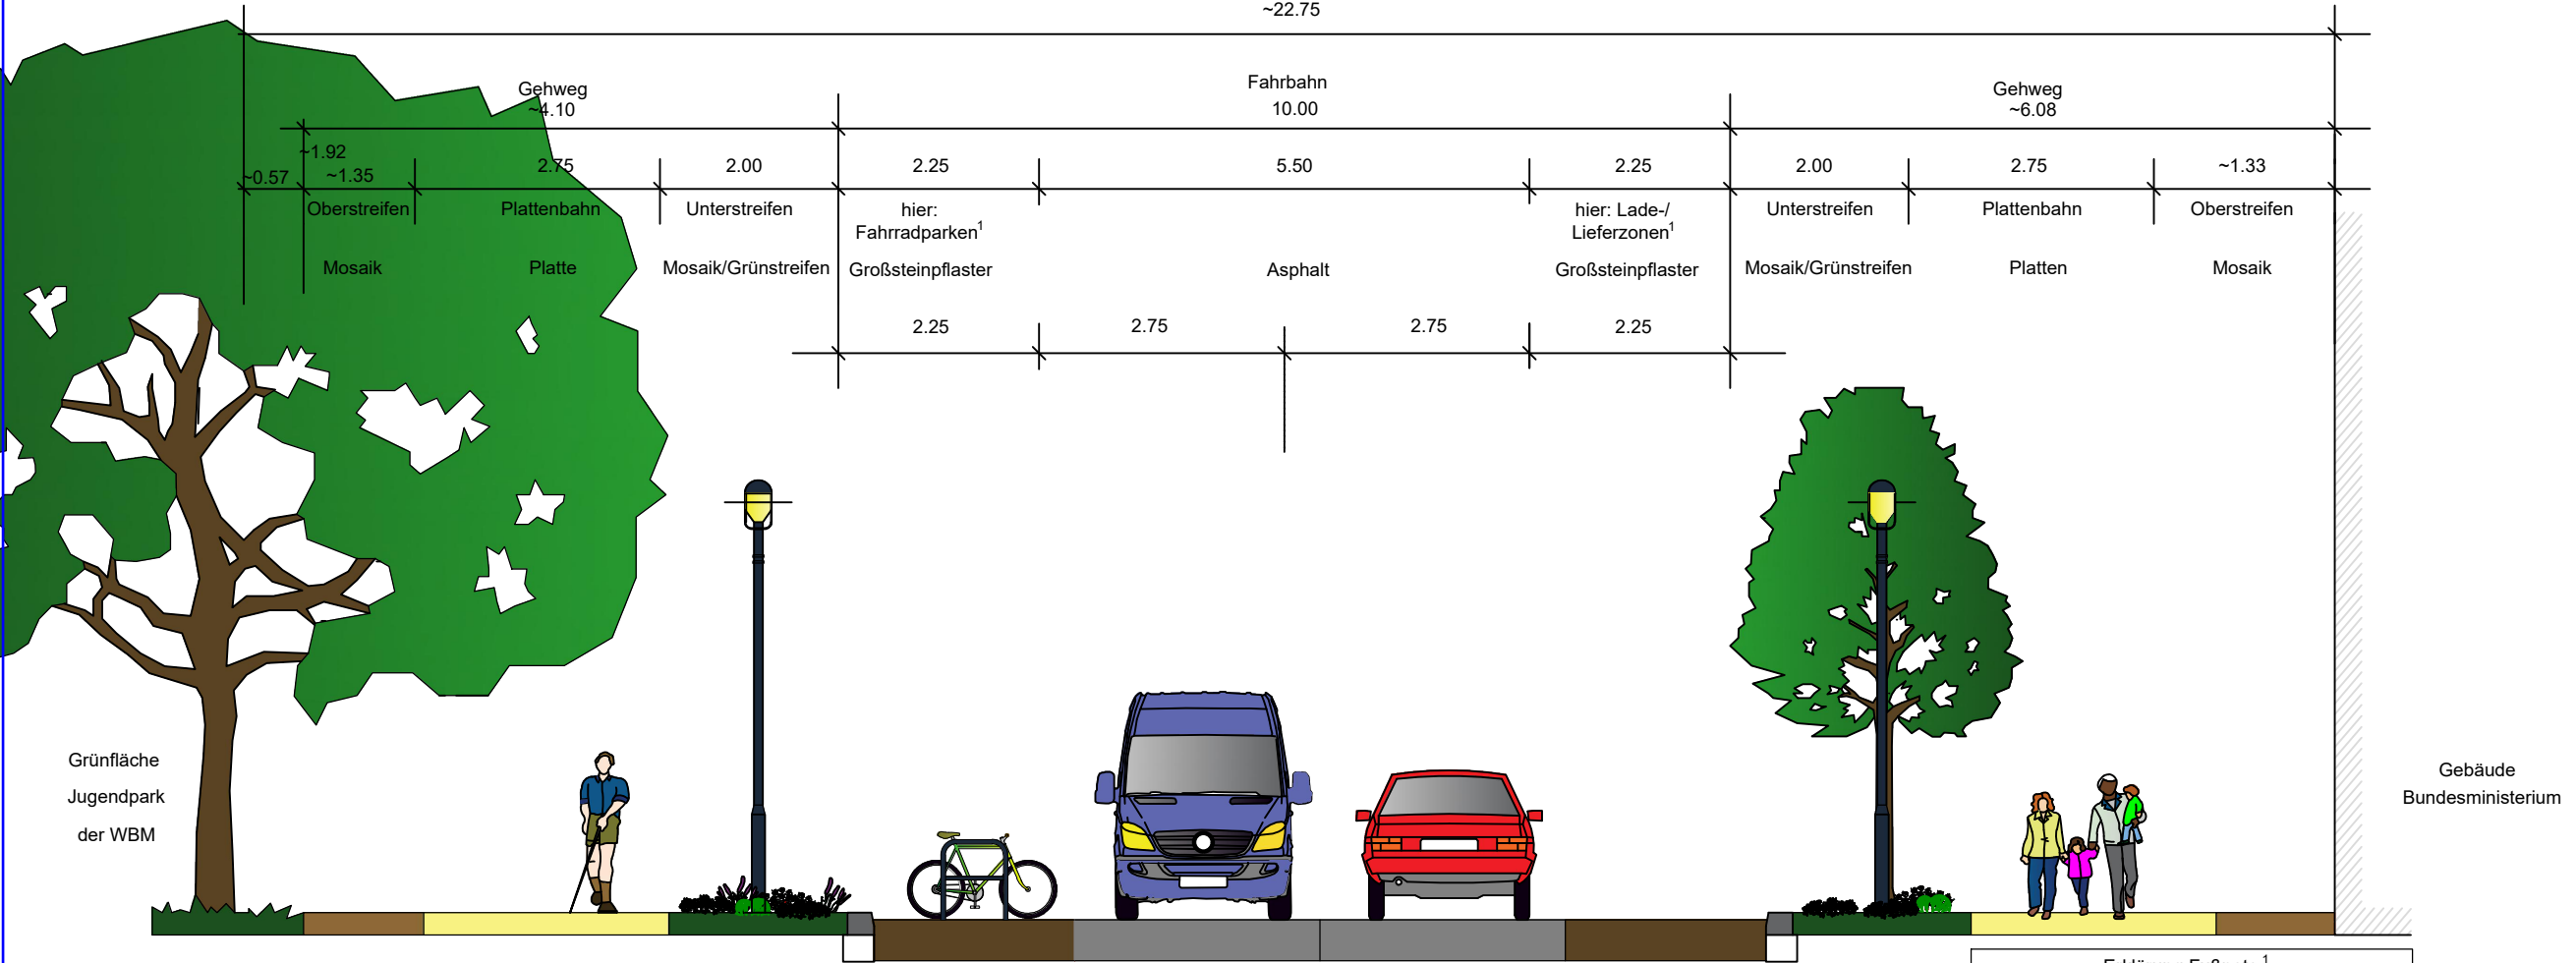 ~22.75
Gehweg
~4.10
Fahrbahn
10.00
Gehweg
~6.08
~1.92
~0.57
~1.35
2.75
2.00
2.25
5.50
2.25
2.00
2.75
~1.33
Oberstreifen
Plattenbahn
Unterstreifen
hier:
Fahrradparken¹
hier: Lade-/
Lieferzonen¹
Unterstreifen
Plattenbahn
Oberstreifen
Mosaik
Platte
Mosaik/Grünstreifen
Großsteinpflaster
Asphalt
Großsteinpflaster
Mosaik/Grünstreifen
Platten
Mosaik
2.25
2.75
2.75
2.25
Grünfläche
Jugendpark
der WBM
Gebäude
Bundesministerium